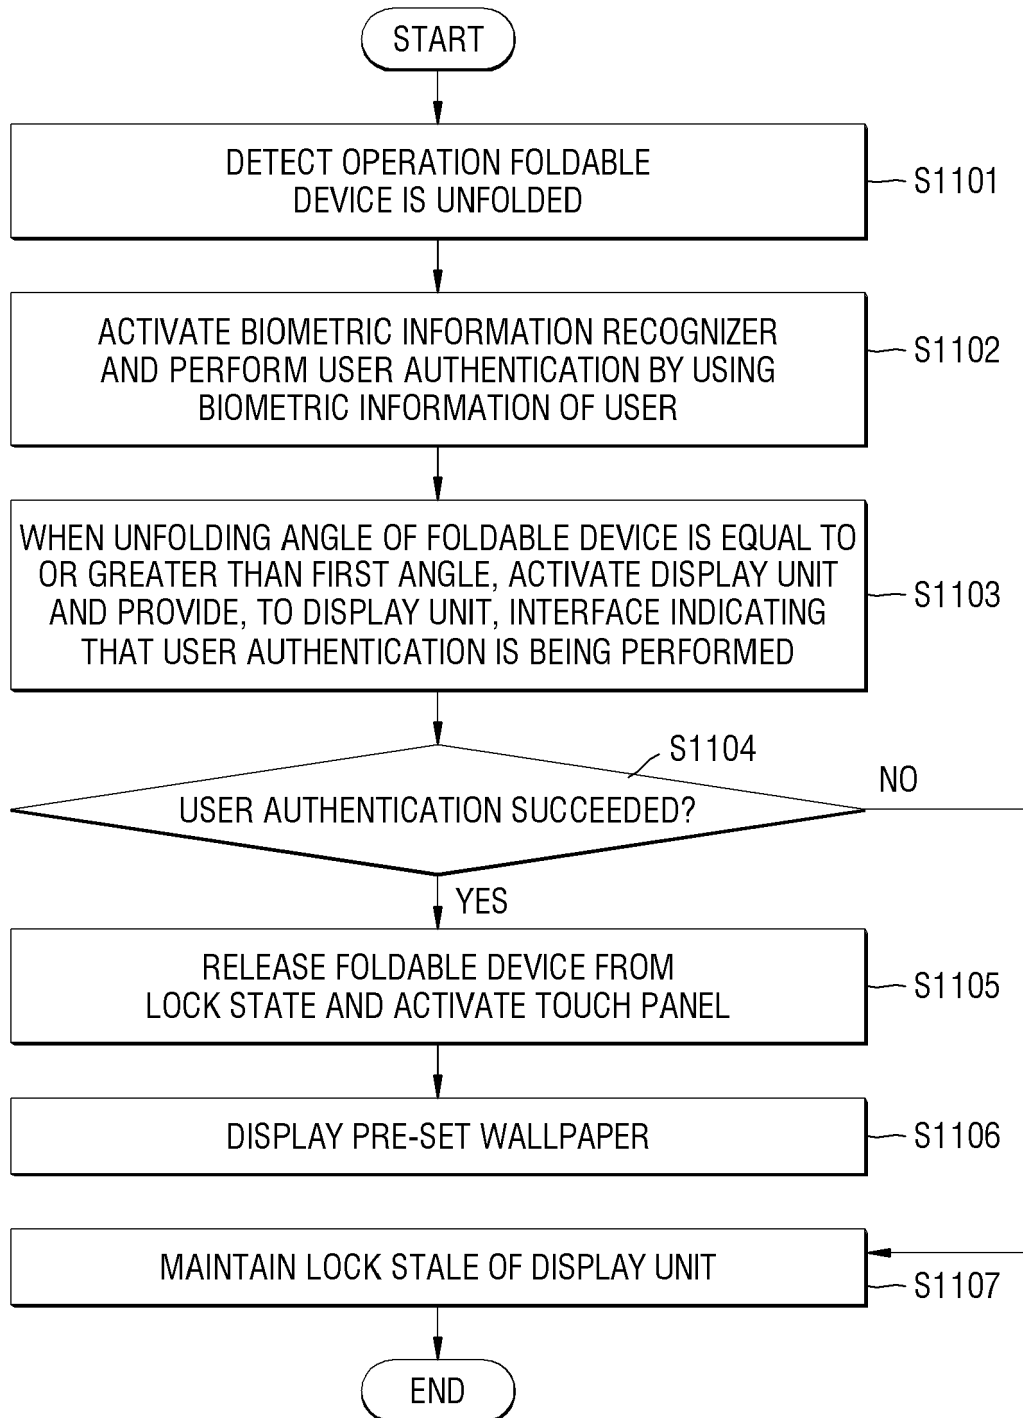 START
DETECT OPERATION FOLDABLE
DEVICE IS UNFOLDED
S1101
ACTIVATE BIOMETRIC INFORMATION RECOGNIZER
AND PERFORM USER AUTHENTICATION BY USING
BIOMETRIC INFORMATION OF USER
S1102
WHEN UNFOLDING ANGLE OF FOLDABLE DEVICE IS EQUAL TO
OR GREATER THAN FIRST ANGLE, ACTIVATE DISPLAY UNIT
AND PROVIDE, TO DISPLAY UNIT, INTERFACE INDICATING
THAT USER AUTHENTICATION IS BEING PERFORMED
S1103
S1104
USER AUTHENTICATION SUCCEEDED?
NO
YES
RELEASE FOLDABLE DEVICE FROM
LOCK STATE AND ACTIVATE TOUCH PANEL
S1105
DISPLAY PRE-SET WALLPAPER
S1106
MAINTAIN LOCK STALE OF DISPLAY UNIT
S1107
END